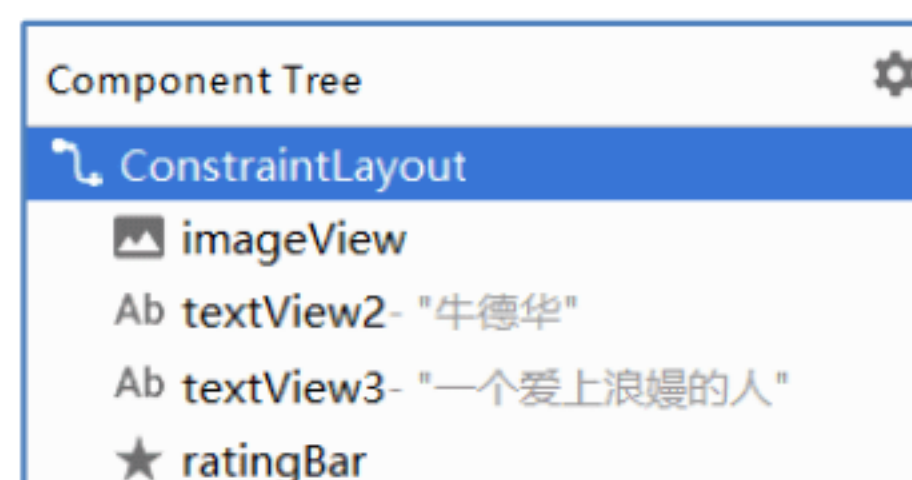 Component Tree
ConstraintLayout
imageView
Ab textView2- "牛德华"
Ab textView3- "一个爱上浪嫚的人"
ratingBar